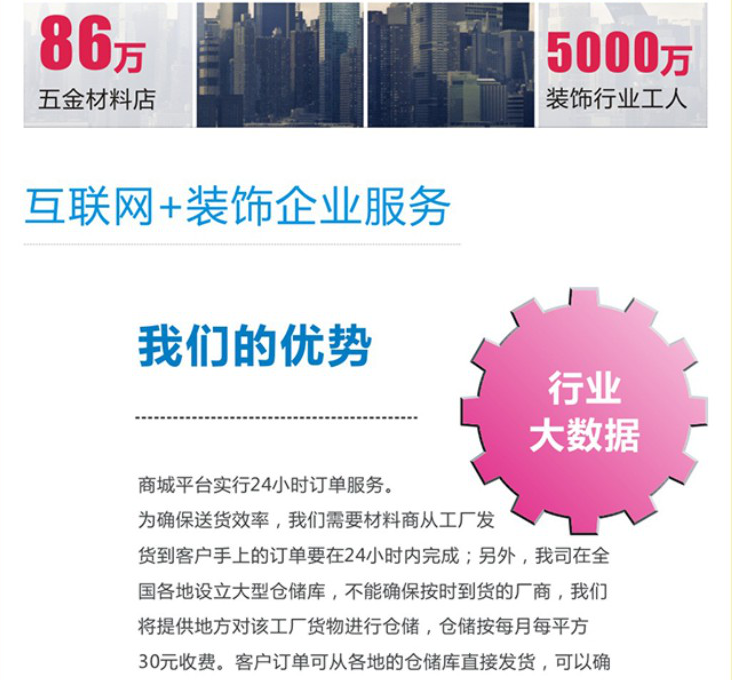 86万
五金材料店
5000万
装饰行业工人
互联网+装饰企业服务
我们的优势
行业
大数据
商城平台实行24小时订单服务。
为确保送货效率，我们需要材料商从工厂发
货到客户手上的订单要在24小时内完成；另外，我司在全
国各地设立大型仓储库，不能确保按时到货的厂商，我们
将提供地方对该工厂货物进行仓储，仓储按每月每平方
30元收费。客户订单可从各地的仓储库直接发货，可以确